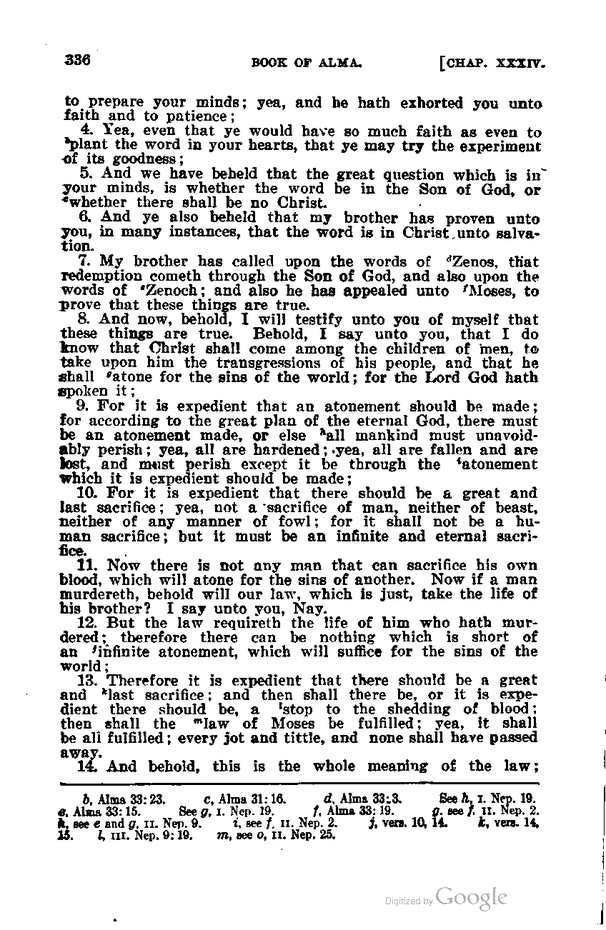 336 BOOK OF ALMA. [CHAP. XXXIV.
to prepare your minds; yea, and he hath exhorted you unto
faith and to patience;
4. Yea, even that ye would have so much faith as even to
bplant the word in your hearts, that ye may try the experiment
of its goodness;
5. And we have beheld that the great question which is in
your minds, is whether the word be in the Son of God, or
cwhether there shall be no Christ.
6. And ye also beheld that my brother has proven unto
you, in many instances, that the word is in Christ unto salva-
tion.
7. My brother has called upon the words of dZenos, that
redemption cometh through the Son of God, and also upon the
words of eZenoch; and also he has appealed unto fMoses, to
prove that these things are true.
8. And now, behold, I will testify unto you of myself that
these things are true. Behold, I say unto you, that I do
know that Christ shall come among the children of men, to
take upon him the transgressions of his people, and that he
shall gatone for the sins of the world; for the Lord God hath
spoken it;
9. For it is expedient that an atonement should be made;
for according to the great plan of the eternal God, there must
be an atonement made, or else hall mankind must unavoid-
ably perish; yea, all are hardened; yea, all are fallen and are
lost, and must perish except it be through the iatonement
which it is expedient should be made;
10. For it is expedient that there should be a great and
last sacrifice; yea, not a sacrifice of man, neither of beast,
neither of any manner of fowl; for it shall not be a hu-
man sacrifice; but it must be an infinite and eternal sacri-
fice.
11. Now there is not any man that can sacrifice his own
blood, which will atone for the sins of another. Now if a man
murdereth, behold will our law, which is just, take the life of
his brother? I say unto you, Nay.
12. But the law requireth the life of him who hath mur-
dered; therefore there can be nothing which is short of
an jinfinite atonement, which will suffice for the sins of the
world;
13. Therefore it is expedient that there should be a great
and klast sacrifice; and then shall there be, or it is expe-
dient there should be, a lstop to the shedding of blood;
then shall the mlaw of Moses be fulfilled; yea, it shall
be all fulfilled; every jot and tittle, and none shall have passed
away.
14. And behold, this is the whole meaning of the law;
b, Alma 33:23. c, Alma 31:16. d, Alma 33:3. See h, I. Nep. 19.
e, Alma 33:15. See g, I. Nep. 19. f, Alma 33:19. g, see f, II. Nep. 2.
h, see e and g, II. Nep. 9. i, see f, II. Nep. 2. j, vers. 10, 14. k, vers. 14,
15. l, III. Nep. 9:19. m, see o, II. Nep. 25.
Digitized by Google